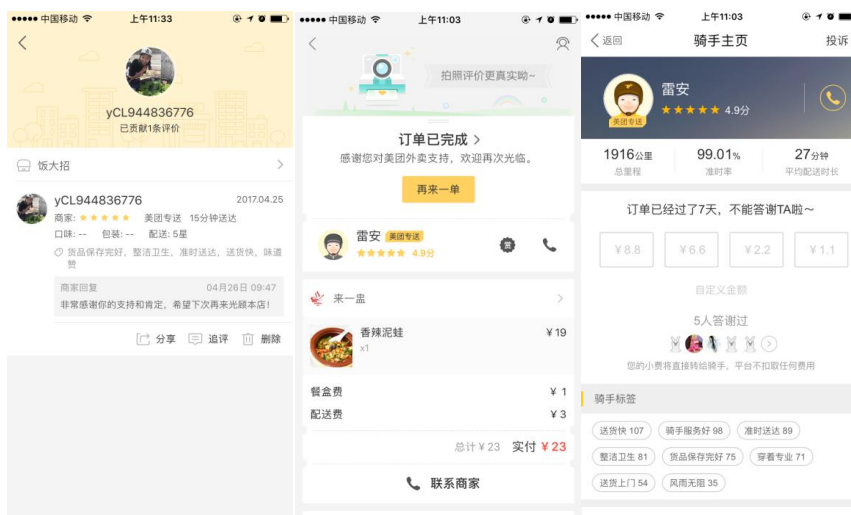 中国移动
上午11:33
yCL944836776
已贡献1条评价
饭大招
yCL944836776
2017.04.25
商家: ★★★★★ 美团专送 15分钟送达
口味: -- 包装: -- 配送: 5星
货品保存完好, 整洁卫生, 准时送达, 送货快, 味道
赞
商家回复
04月26日 09:47
非常感谢你的支持和肯定, 希望下次再来光顾本店!
分享
追评
删除
中国移动
上午11:03
拍照评价更真实呦~
订单已完成
感谢您对美团外卖支持, 欢迎再次光临。
再来一单
雷安 美团专送
★★★★★ 4.9分
赏
来一盅
香辣泥蛙
¥19
x1
餐盒费
¥ 1
配送费
¥ 3
总计 ¥23 实付 ¥23
联系商家
中国移动
上午11:03
返回
骑手主页
投诉
雷安
★★★★★ 4.9分
美团专送
1916公里
99.01%
27分钟
总里程
准时率
平均配送时长
订单已经过了7天, 不能答谢TA啦~
¥8.8
¥6.6
¥2.2
¥1.1
自定义金额
5人答谢过
您的小费将直接转给骑手, 平台不扣取任何费用
骑手标签
送货快 107
骑手服务好 98
准时送达 89
整洁卫生 81
货品保存完好 75
穿着专业 71
送货上门 54
风雨无阻 35